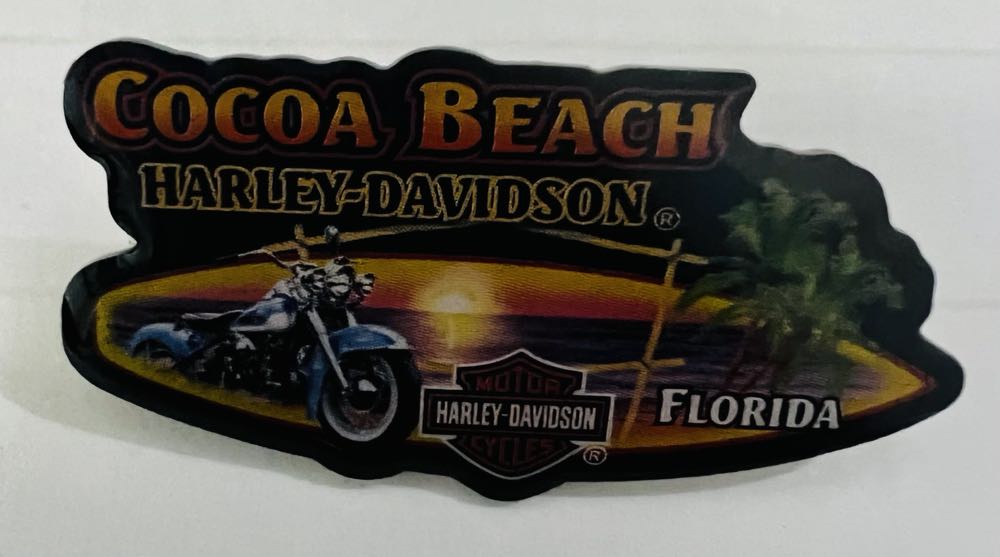 COCOA BEACH
HARLEY-DAVIDSON ®
MOTOR
HARLEY-DAVIDSON
CYCLES ®
FLORIDA